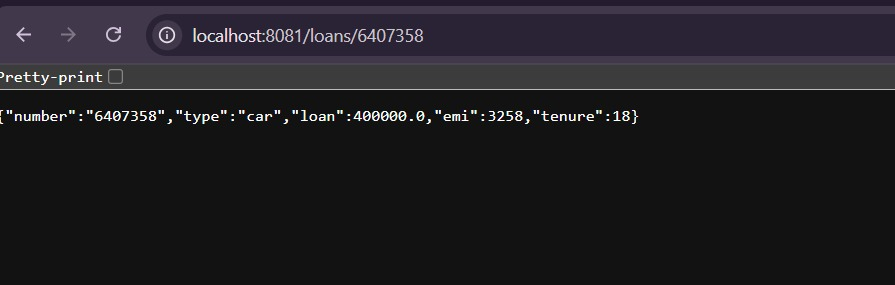 localhost:8081/loans/6407358
Pretty-print
{"number":"6407358","type":"car","loan":400000.0,"emi":3258,"tenure":18}